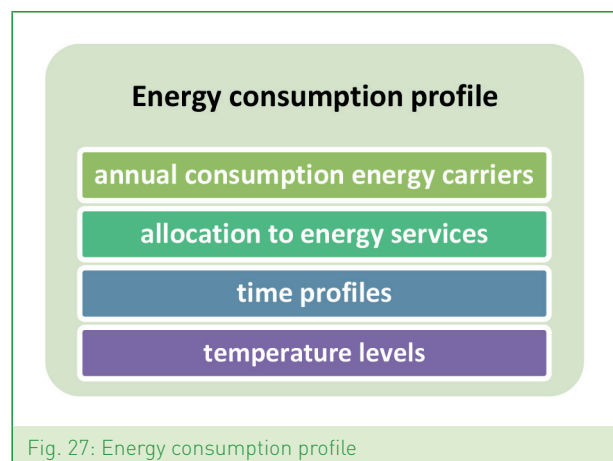 Energy consumption profile
annual consumption energy carriers
allocation to energy services
time profiles
temperature levels
Fig. 27: Energy consumption profile